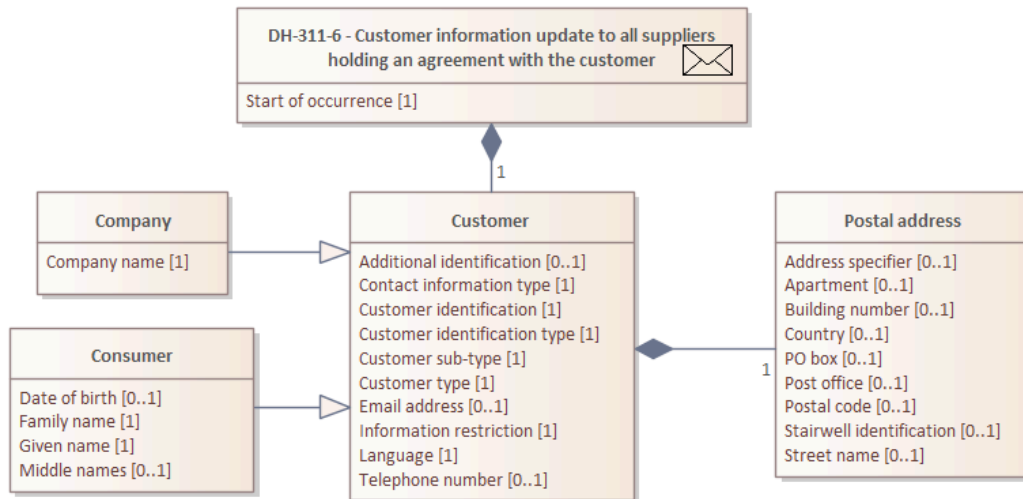 DH-311-6 - Customer information update to all suppliers
holding an agreement with the customer
Start of occurrence [1]
1
Company
Company name [1]
Consumer
Date of birth [0..1]
Family name [1]
Given name [1]
Middle names [0..1]
Customer
Additional identification [0..1]
Contact information type [1]
Customer identification [1]
Customer identification type [1]
Customer sub-type [1]
Customer type [1]
Email address [0..1]
Information restriction [1]
Language [1]
Telephone number [0..1]
1
Postal address
Address specifier [0..1]
Apartment [0..1]
Building number [0..1]
Country [0..1]
PO box [0..1]
Post office [0..1]
Postal code [0..1]
Stairwell identification [0..1]
Street name [0..1]